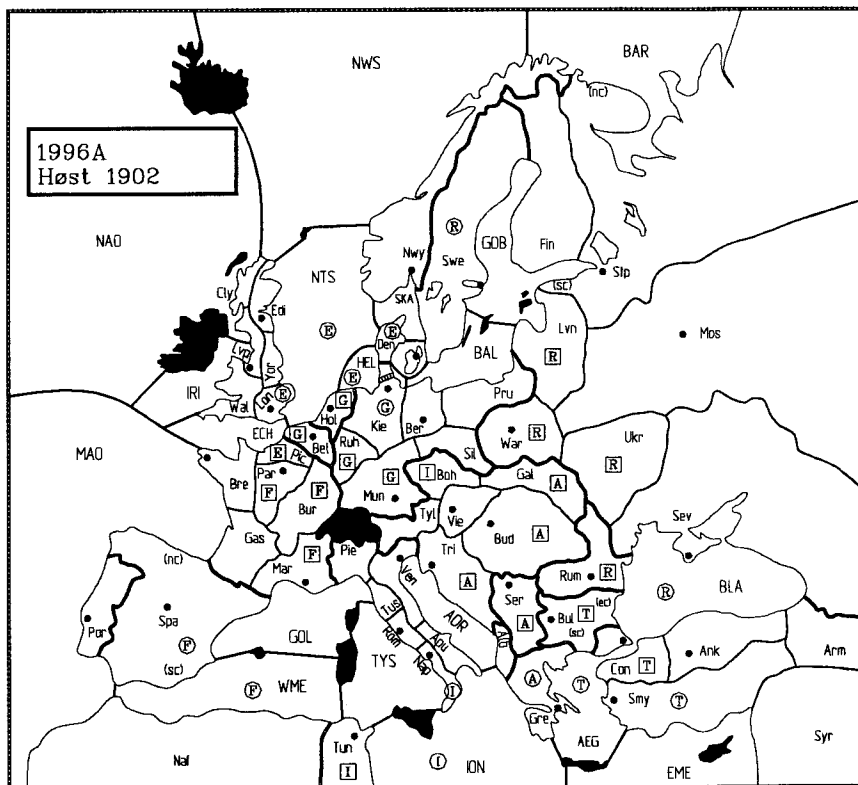 NWS
BAR
(nc)
1996A
Høst 1902
NAO
R
GOB
Fin
Nwy
Swe
Stp
NTS
(sc)
Cly
SKA
Edi
Lvn
Mos
E
E
Den
Lvp
BAL
R
HEL
Yor
IRI
E
Pru
Wal
Lon
E
G
G
Ukr
Hol
Kie
Ber
War
R
ECH
G
Bel
Ruh
MAO
E
Pic
Sil
R
Par
G
I
Boh
Gal
A
Bre
F
F
G
Mun
Sev
Bur
Tyl
Vie
Bud
A
Gas
Tri
(nc)
F
Pie
Ven
Rum
R
Mar
A
Ser
R
BLA
Tus
(ec)
Spa
ADR
Bul
T
Por
Rom
(sc)
GOL
Apu
A
F
Alb
Ank
Arm
TYS
Nap
Con
T
(sc)
A
T
WME
F
I
Smy
T
Gre
Tun
AEG
Syr
Naf
I
I
ION
EME